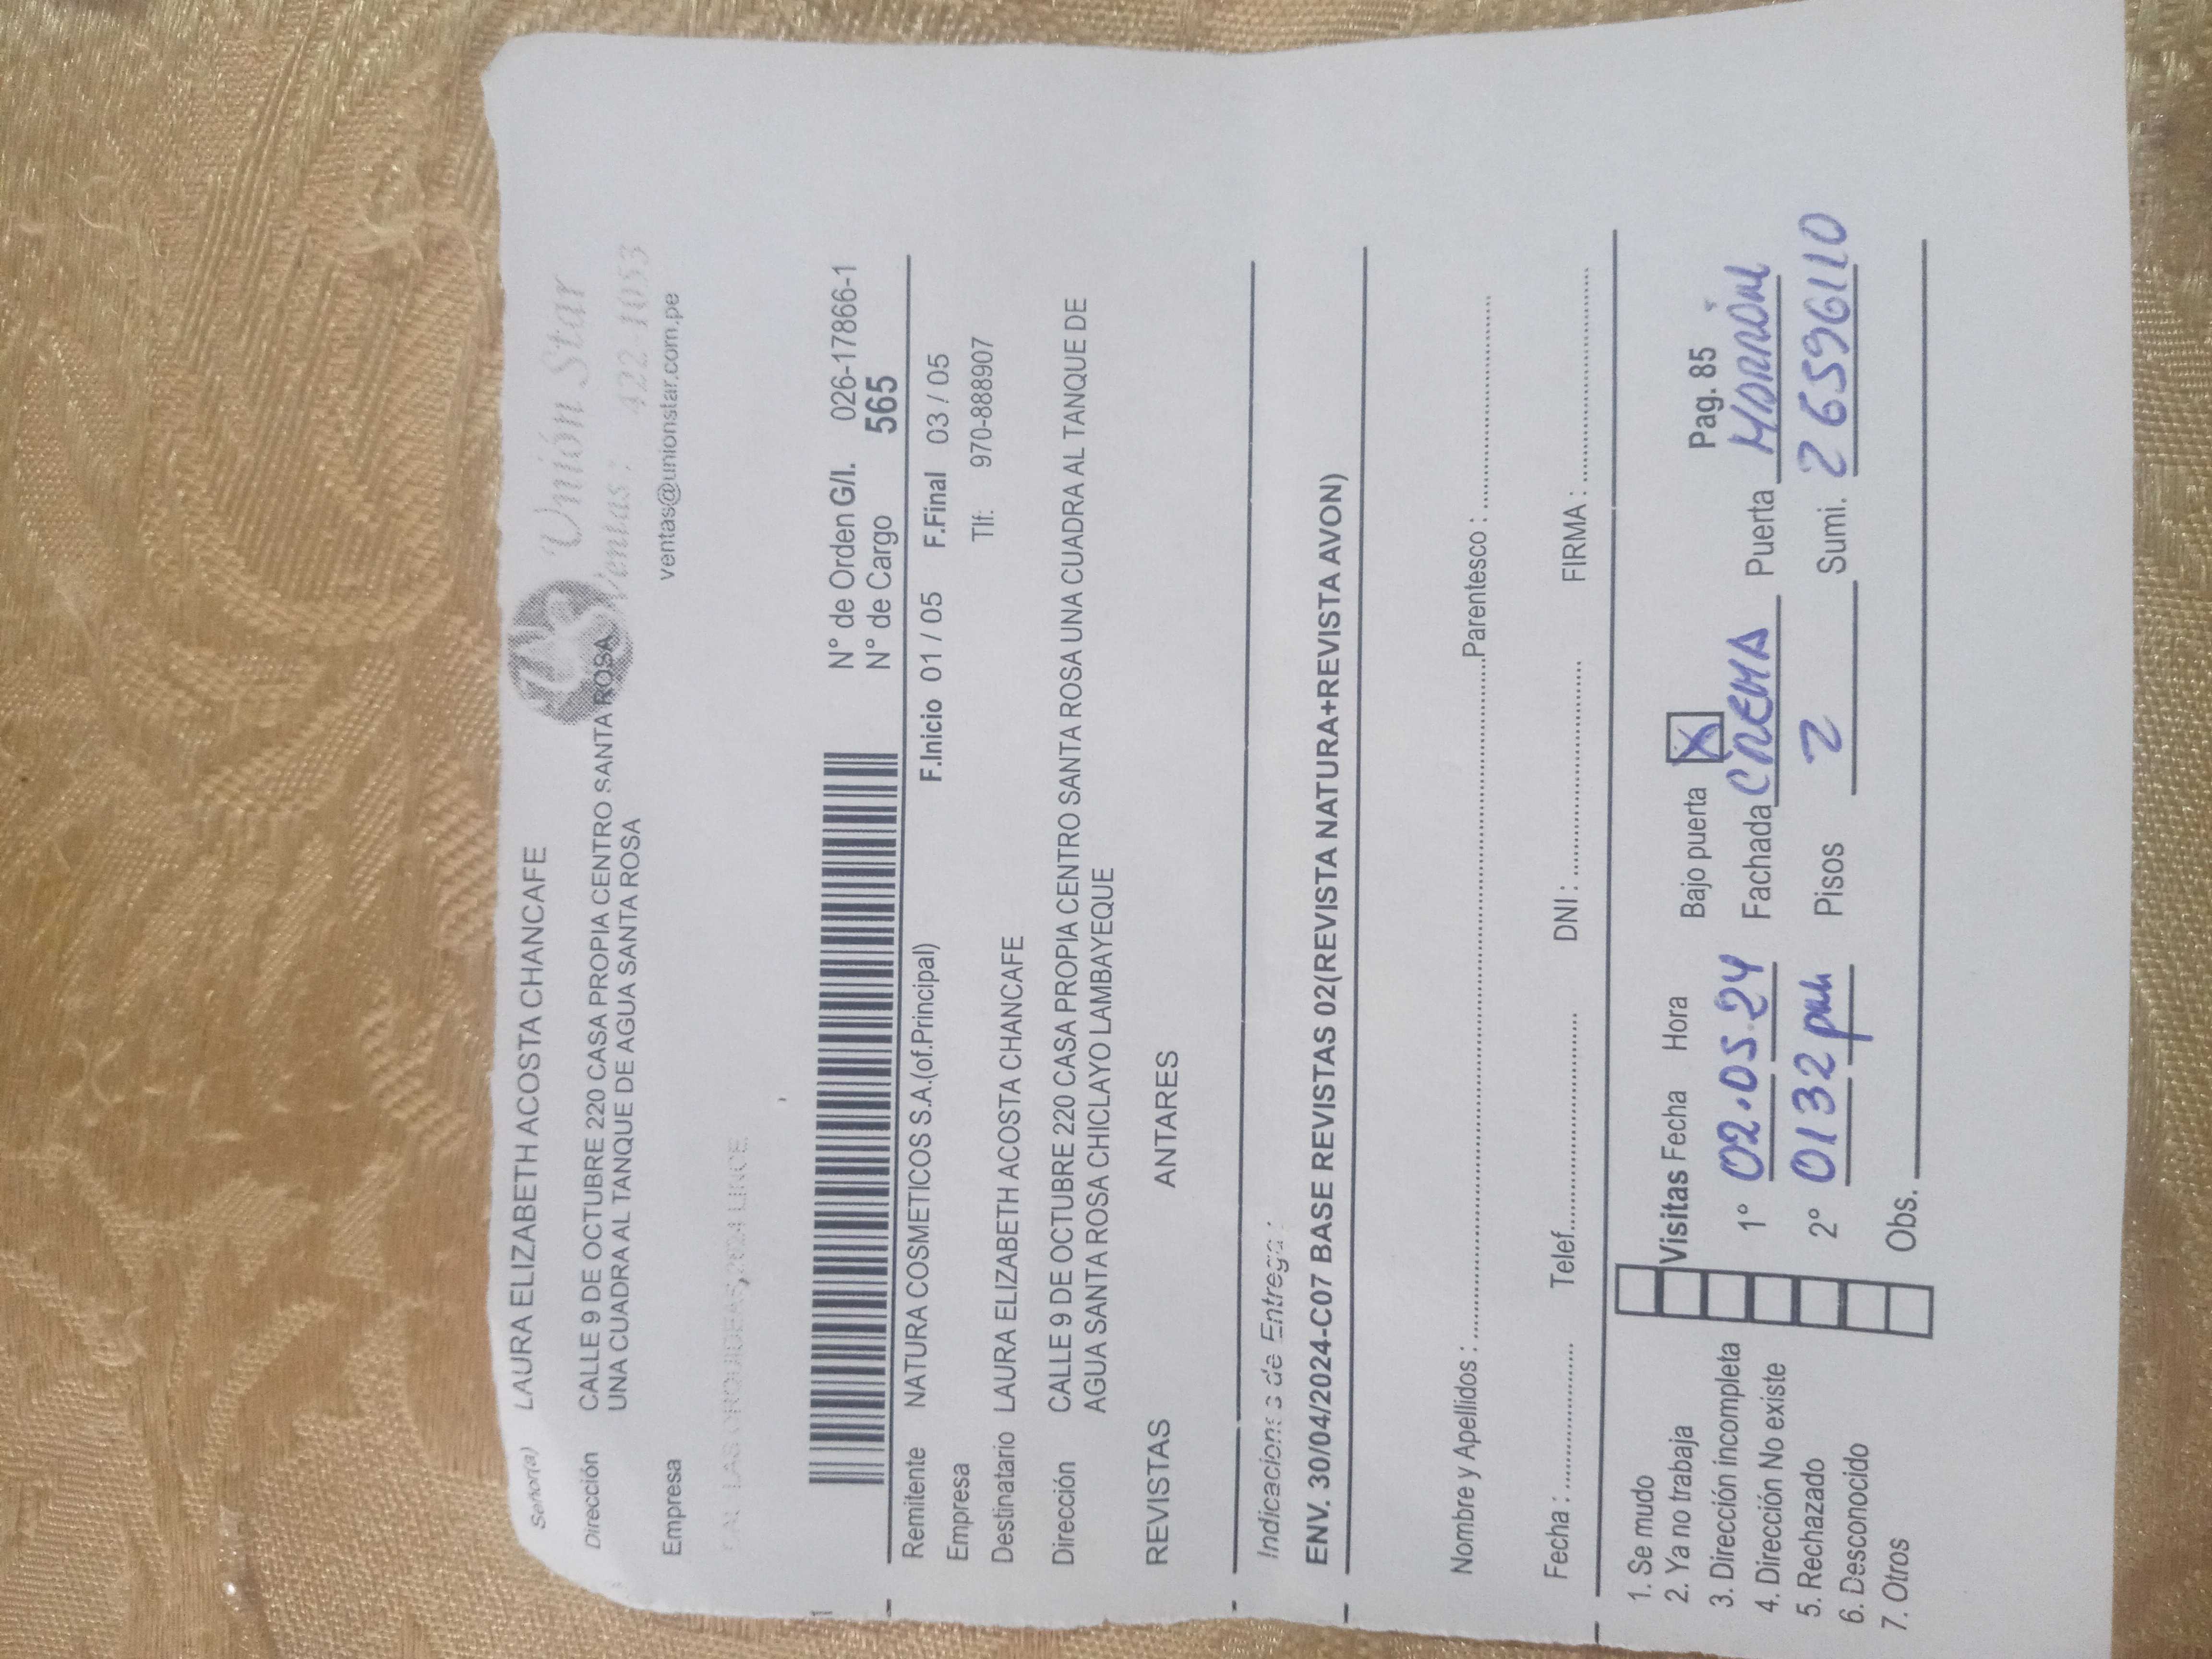 Señor(a) LAURA ELIZABETH ACOSTA CHANCAFE
Unión Star
Ventas: 422-1053
ventas@unionstar.com.pe
Dirección CALLE 9 DE OCTUBRE 220 CASA PROPIA CENTRO SANTA ROSA
UNA CUADRA AL TANQUE DE AGUA SANTA ROSA
Empresa
N° de Orden G/I. 026-17866-1
N° de Cargo 565
Remitente NATURA COSMETICOS S.A.(of.Principal) F.Inicio 01 / 05 F.Final 03 / 05
Empresa Tlf: 970-888907
Destinatario LAURA ELIZABETH ACOSTA CHANCAFE
Dirección CALLE 9 DE OCTUBRE 220 CASA PROPIA CENTRO SANTA ROSA UNA CUADRA AL TANQUE DE
AGUA SANTA ROSA CHICLAYO LAMBAYEQUE
REVISTAS ANTARES
Indicaciones de Entrega:
ENV. 30/04/2024-C07 BASE REVISTAS 02(REVISTA NATURA+REVISTA AVON)
Nombre y Apellidos : Parentesco :
Fecha : Telef. DNI : FIRMA :
1. Se mudo
2. Ya no trabaja
3. Dirección incompleta
4. Dirección No existe
5. Rechazado
6. Desconocido
7. Otros
Visitas Fecha Hora Bajo puerta X Pag. 85
1° 02.05.24 Fachada CREMA Puerta MARRÓN
2° 0132 pm Pisos 2 Sumi. 26596110
Obs.